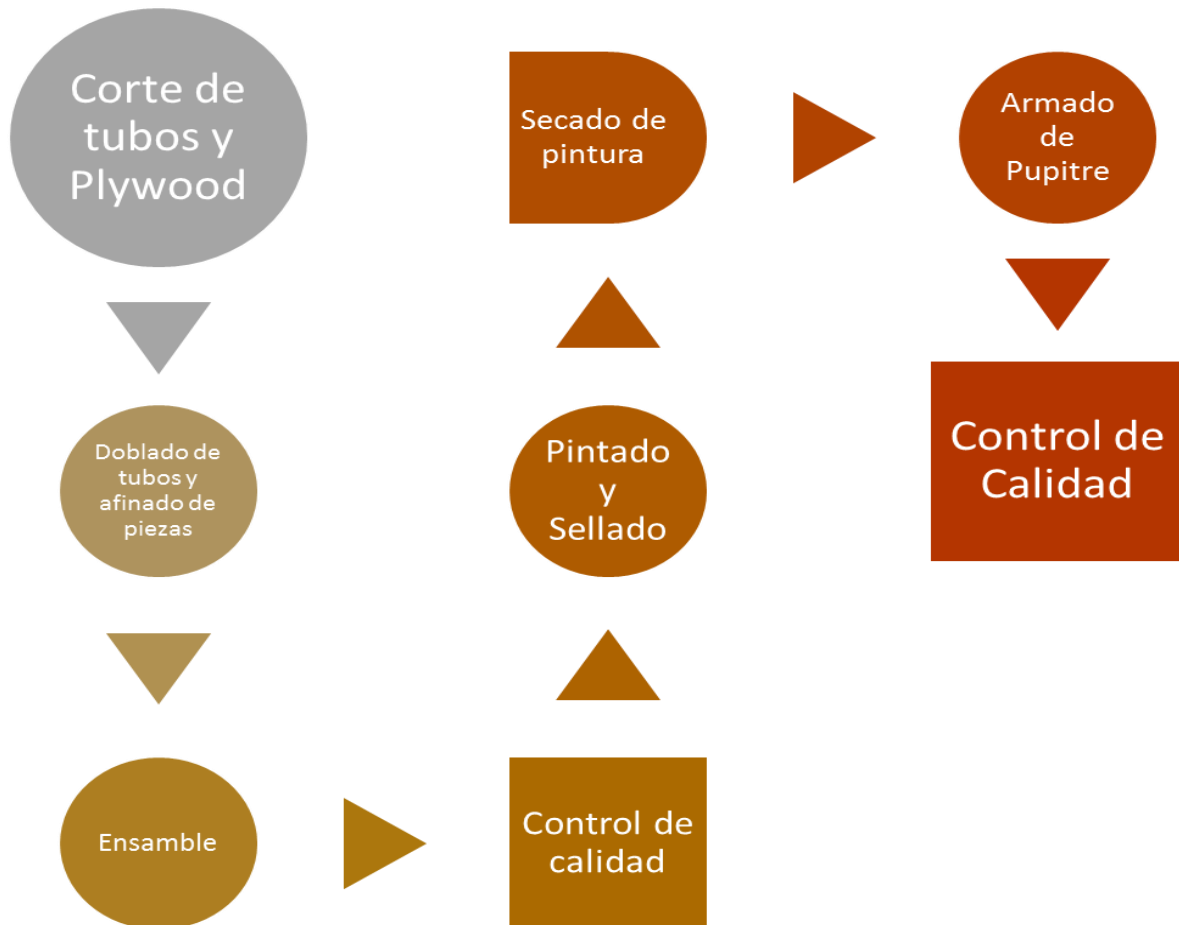 Corte de
tubos y
Plywood
Doblado de
tubos y
afinado de
piezas
Ensamble
Control de
calidad
Pintado
y
Sellado
Secado de
pintura
Armado
de
Pupitre
Control de
Calidad